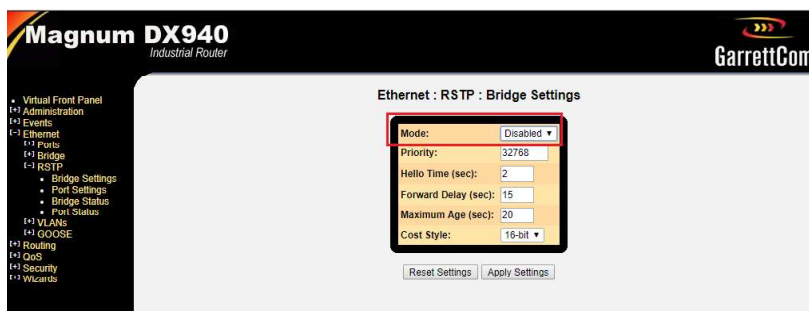 Magnum DX940
Industrial Router
GarrettCom
Virtual Front Panel
[+] Administration
[+] Events
[-] Ethernet
[+] Ports
[+] Bridge
[-] RSTP
Bridge Settings
Port Settings
Bridge Status
Port Status
[+] VLANs
[+] GOOSE
[+] Routing
[+] QoS
[+] Security
[+] Wizards
Ethernet : RSTP : Bridge Settings
Mode: Disabled
Priority: 32768
Hello Time (sec): 2
Forward Delay (sec): 15
Maximum Age (sec): 20
Cost Style: 16-bit
Reset Settings Apply Settings